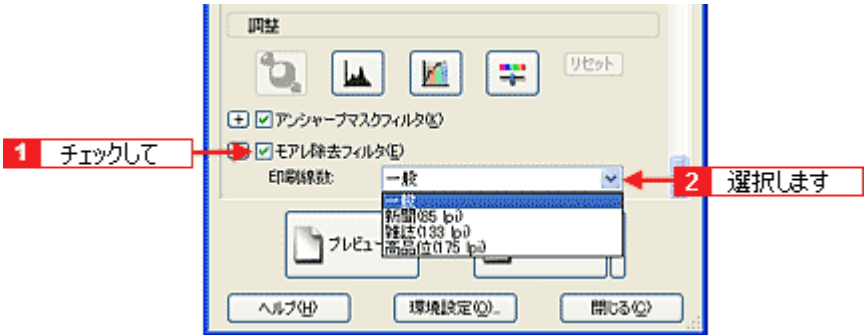 調整
リセット
アンシャープマスクフィルタ(K)
1 チェックして
モアレ除去フィルタ(E)
印刷線数:
一般
2 選択します
一般
新聞(85 lpi)
雑誌(133 lpi)
高品位(175 lpi)
プレビュー
ヘルプ(H)
環境設定(O)...
閉じる(C)